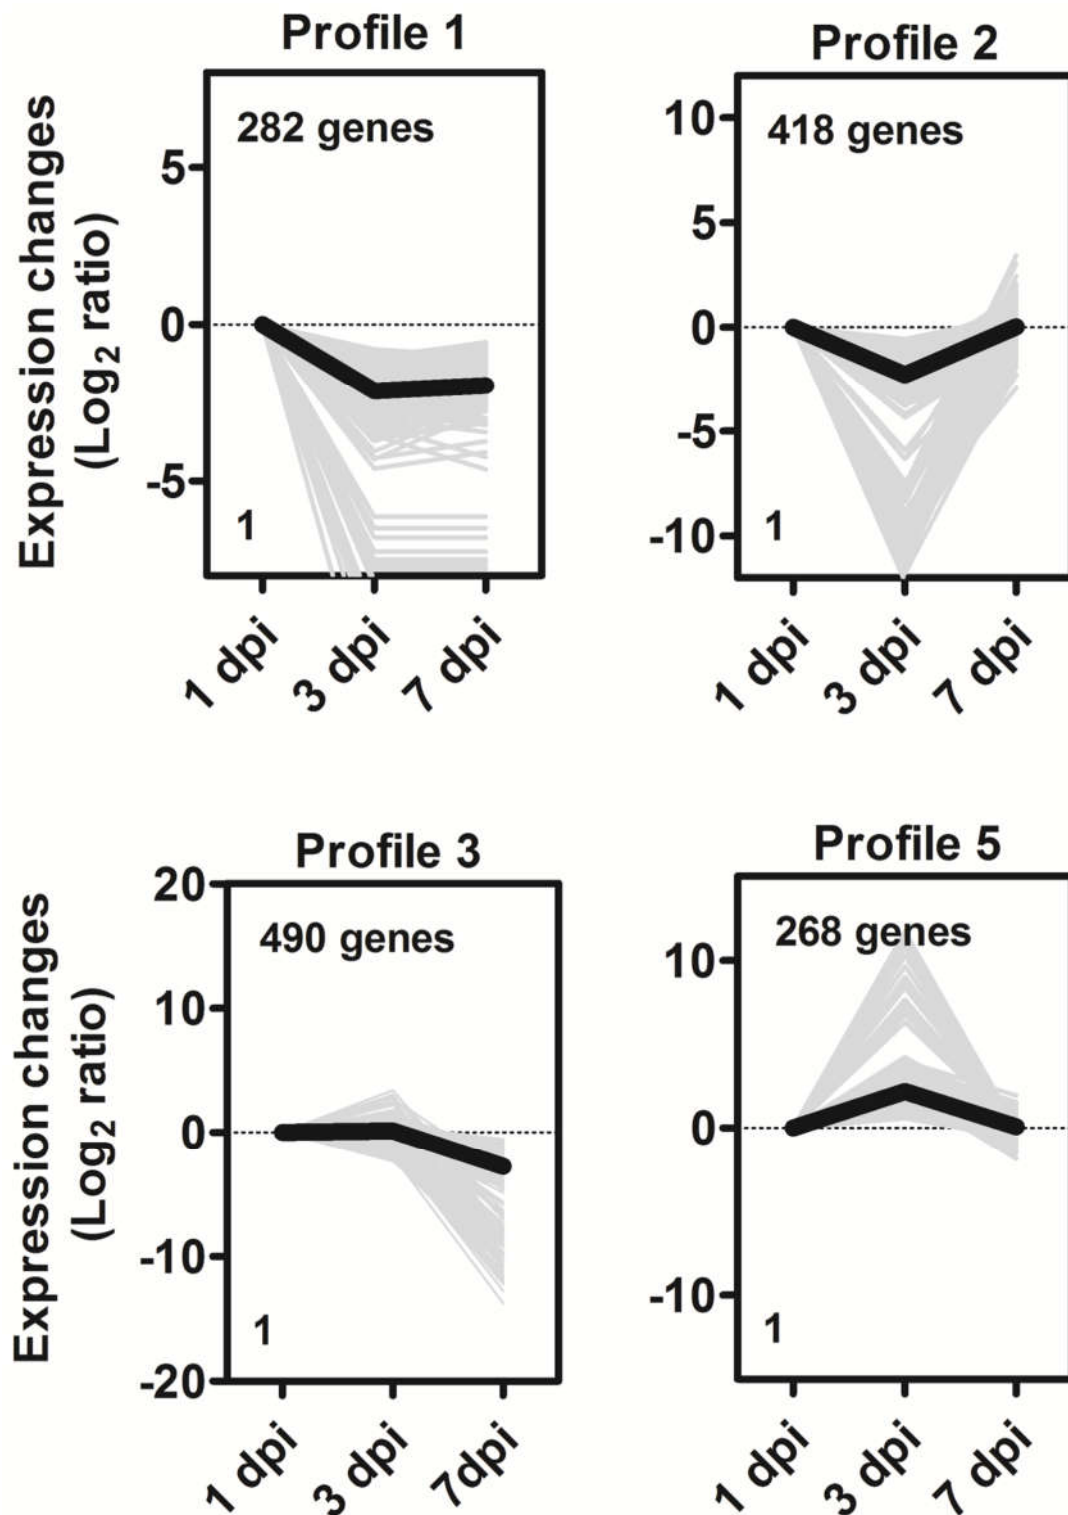 Profile 1
Expression changes
(Log2 ratio)
282 genes
5
0
-5
1
1 dpi
3 dpi
7 dpi
Profile 2
418 genes
10
5
0
-5
-10
1
1 dpi
3 dpi
7 dpi
Profile 3
Expression changes
(Log2 ratio)
490 genes
20
10
0
-10
-20
1
1 dpi
3 dpi
7dpi
Profile 5
268 genes
10
0
-10
1
1 dpi
3 dpi
7 dpi